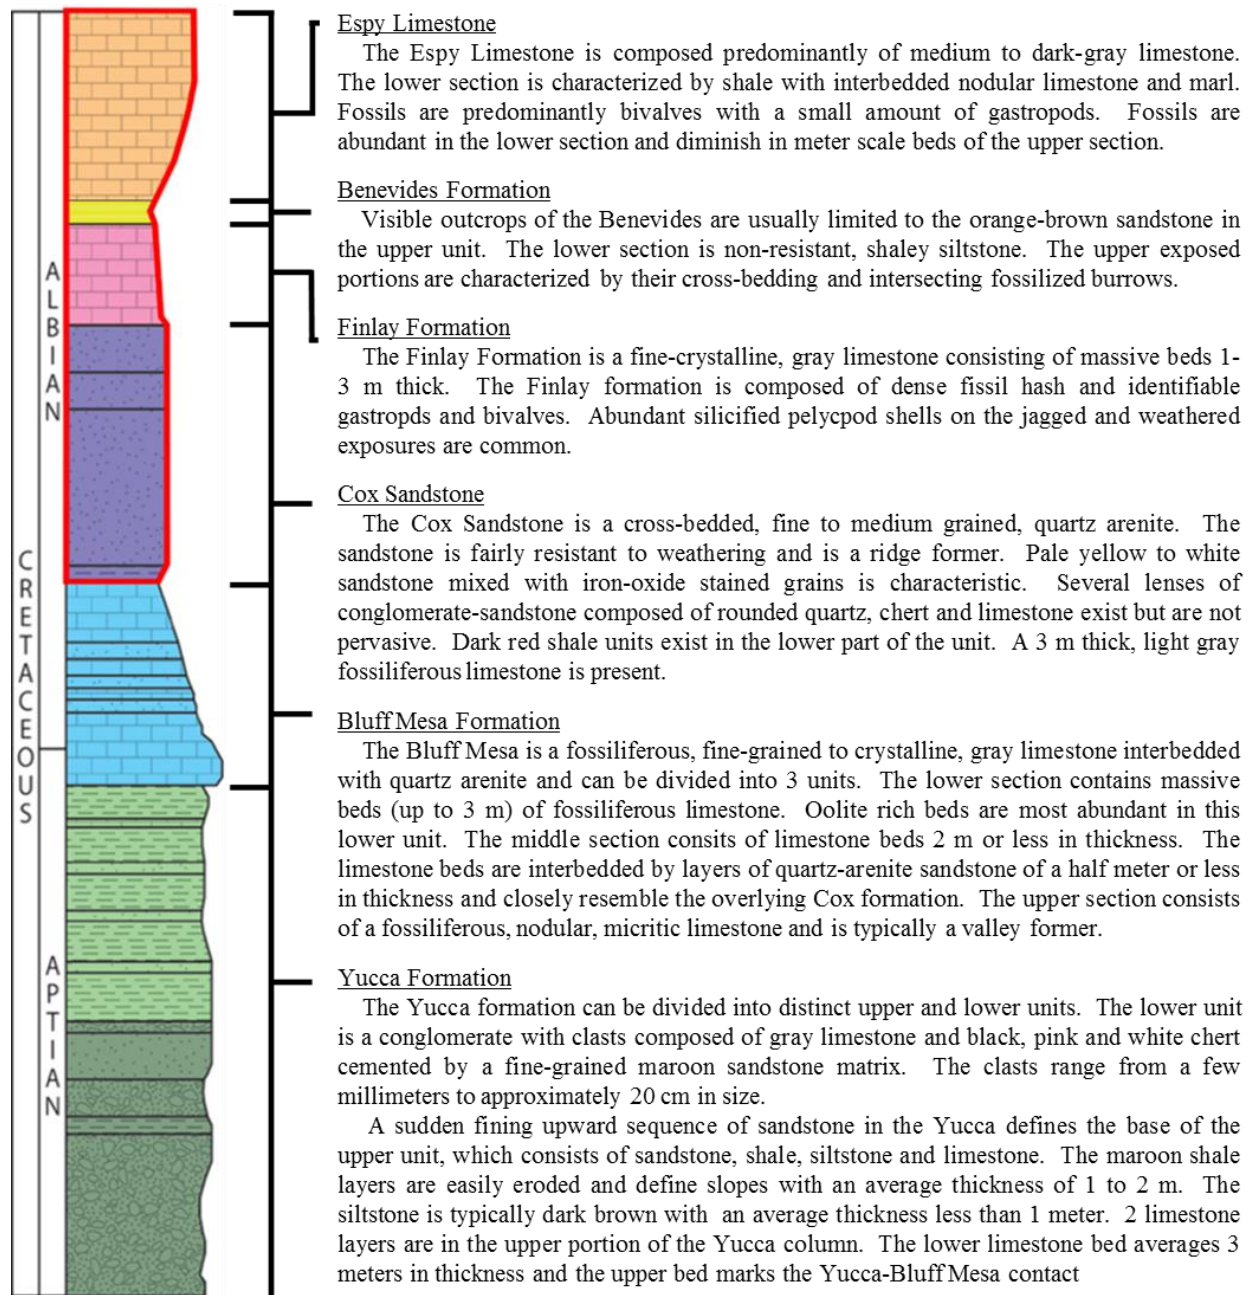 CRETACEOUS
ALBIAN
APTIAN
Espy Limestone
The Espy Limestone is composed predominantly of medium to dark-gray limestone.
The lower section is characterized by shale with interbedded nodular limestone and marl.
Fossils are predominantly bivalves with a small amount of gastropods. Fossils are
abundant in the lower section and diminish in meter scale beds of the upper section.
Benevides Formation
Visible outcrops of the Benevides are usually limited to the orange-brown sandstone in
the upper unit. The lower section is non-resistant, shaley siltstone. The upper exposed
portions are characterized by their cross-bedding and intersecting fossilized burrows.
Finlay Formation
The Finlay Formation is a fine-crystalline, gray limestone consisting of massive beds 1-
3 m thick. The Finlay formation is composed of dense fissil hash and identifiable
gastropds and bivalves. Abundant silicified pelycpod shells on the jagged and weathered
exposures are common.
Cox Sandstone
The Cox Sandstone is a cross-bedded, fine to medium grained, quartz arenite. The
sandstone is fairly resistant to weathering and is a ridge former. Pale yellow to white
sandstone mixed with iron-oxide stained grains is characteristic. Several lenses of
conglomerate-sandstone composed of rounded quartz, chert and limestone exist but are not
pervasive. Dark red shale units exist in the lower part of the unit. A 3 m thick, light gray
fossiliferous limestone is present.
Bluff Mesa Formation
The Bluff Mesa is a fossiliferous, fine-grained to crystalline, gray limestone interbedded
with quartz arenite and can be divided into 3 units. The lower section contains massive
beds (up to 3 m) of fossiliferous limestone. Oolite rich beds are most abundant in this
lower unit. The middle section consits of limestone beds 2 m or less in thickness. The
limestone beds are interbedded by layers of quartz-arenite sandstone of a half meter or less
in thickness and closely resemble the overlying Cox formation. The upper section consists
of a fossiliferous, nodular, micritic limestone and is typically a valley former.
Yucca Formation
The Yucca formation can be divided into distinct upper and lower units. The lower unit
is a conglomerate with clasts composed of gray limestone and black, pink and white chert
cemented by a fine-grained maroon sandstone matrix. The clasts range from a few
millimeters to approximately 20 cm in size.
A sudden fining upward sequence of sandstone in the Yucca defines the base of the
upper unit, which consists of sandstone, shale, siltstone and limestone. The maroon shale
layers are easily eroded and define slopes with an average thickness of 1 to 2 m. The
siltstone is typically dark brown with an average thickness less than 1 meter. 2 limestone
layers are in the upper portion of the Yucca column. The lower limestone bed averages 3
meters in thickness and the upper bed marks the Yucca-Bluff Mesa contact